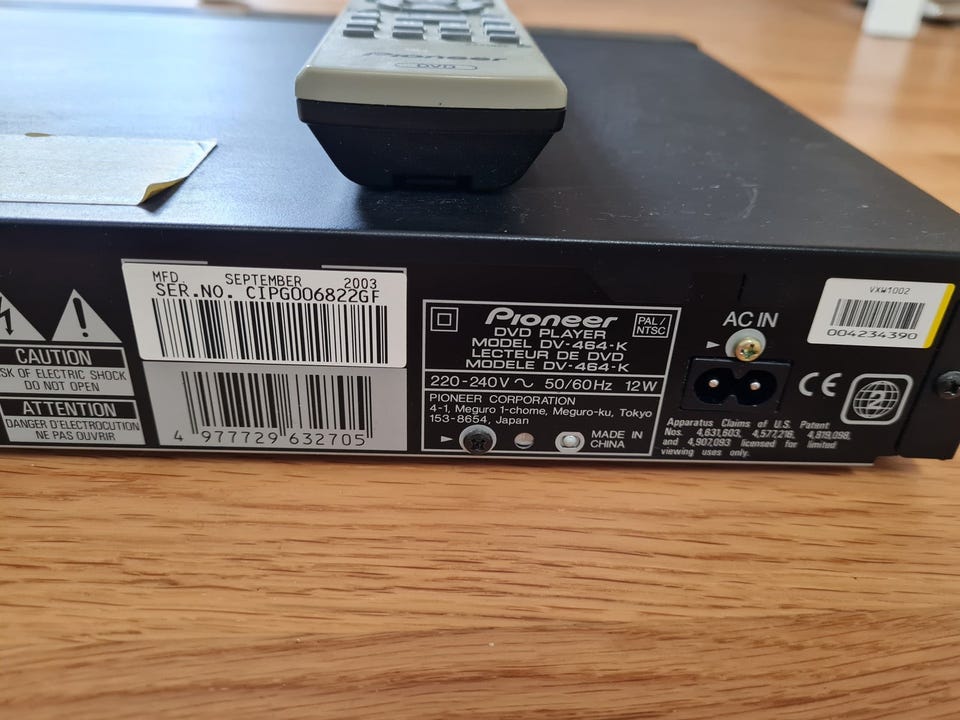 Pioneer
DVD
CAUTION
SK OF ELECTRIC SHOCK
DO NOT OPEN
ATTENTION
DANGER D'ELECTROCUTION
NE PAS OUVRIR
MFD. SEPTEMBER 2003
SER.NO. CIPG006822GF
4 977729 632705
Pioneer
PAL/
NTSC
DVD PLAYER
MODEL DV-464-K
LECTEUR DE DVD
MODELE DV-464-K
220-240V ~ 50/60Hz 12W
PIONEER CORPORATION
4-1, Meguro 1-chome, Meguro-ku, Tokyo
153-8654, Japan
MADE IN
CHINA
AC IN
CE
2
Apparatus Claims of U.S. Patent
Nos. 4,631,603, 4,577,216, 4,819,098,
and 4,907,093 licensed for limited
viewing uses only.
VXW1002
004234390